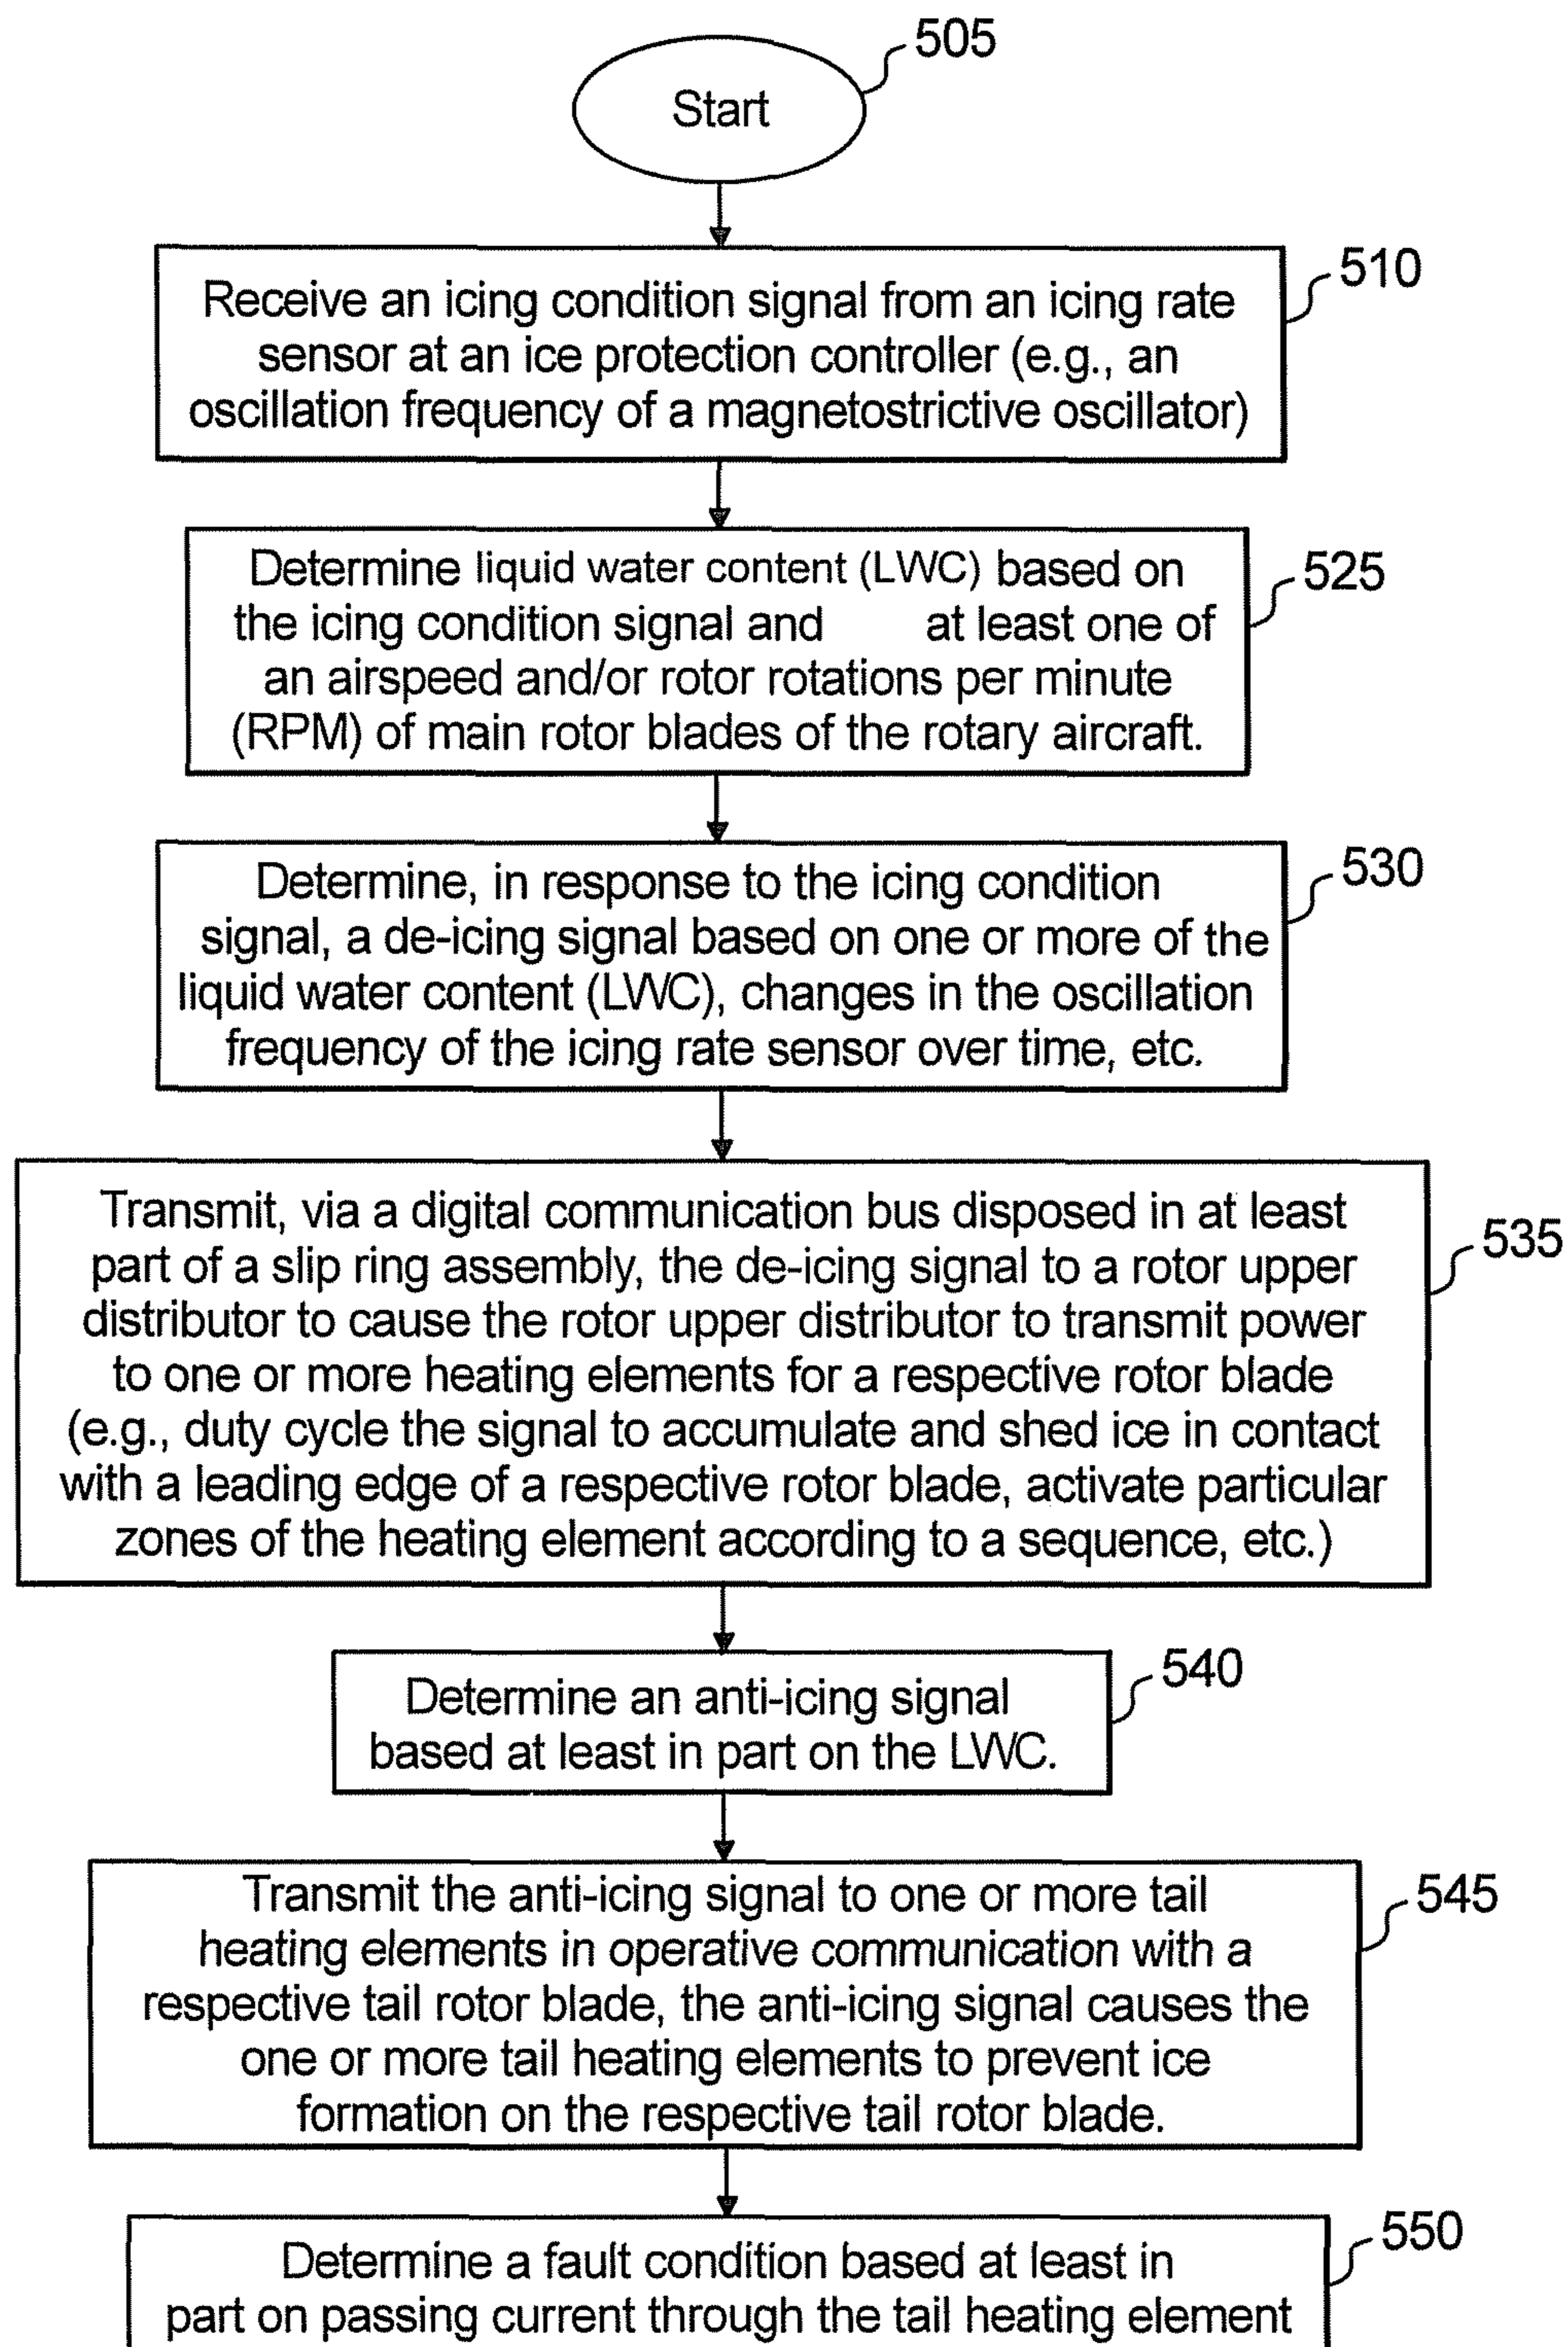 505
Start
510
Receive an icing condition signal from an icing rate
sensor at an ice protection controller (e.g., an
oscillation frequency of a magnetostrictive oscillator)
525
Determine liquid water content (LWC) based on
the icing condition signal and at least one of
an airspeed and/or rotor rotations per minute
(RPM) of main rotor blades of the rotary aircraft.
530
Determine, in response to the icing condition
signal, a de-icing signal based on one or more of the
liquid water content (LWC), changes in the oscillation
frequency of the icing rate sensor over time, etc.
535
Transmit, via a digital communication bus disposed in at least
part of a slip ring assembly, the de-icing signal to a rotor upper
distributor to cause the rotor upper distributor to transmit power
to one or more heating elements for a respective rotor blade
(e.g., duty cycle the signal to accumulate and shed ice in contact
with a leading edge of a respective rotor blade, activate particular
zones of the heating element according to a sequence, etc.)
540
Determine an anti-icing signal
based at least in part on the LWC.
545
Transmit the anti-icing signal to one or more tail
heating elements in operative communication with a
respective tail rotor blade, the anti-icing signal causes the
one or more tail heating elements to prevent ice
formation on the respective tail rotor blade.
550
Determine a fault condition based at least in
part on passing current through the tail heating element